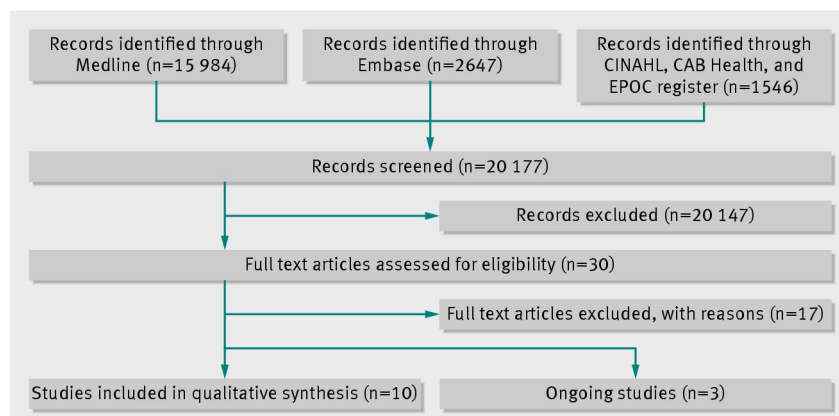 Records identified through
Medline (n=15 984)
Records identified through
Embase (n=2647)
Records identified through
CINAHL, CAB Health, and
EPOC register (n=1546)
Records screened (n=20 177)
Records excluded (n=20 147)
Full text articles assessed for eligibility (n=30)
Full text articles excluded, with reasons (n=17)
Studies included in qualitative synthesis (n=10)
Ongoing studies (n=3)